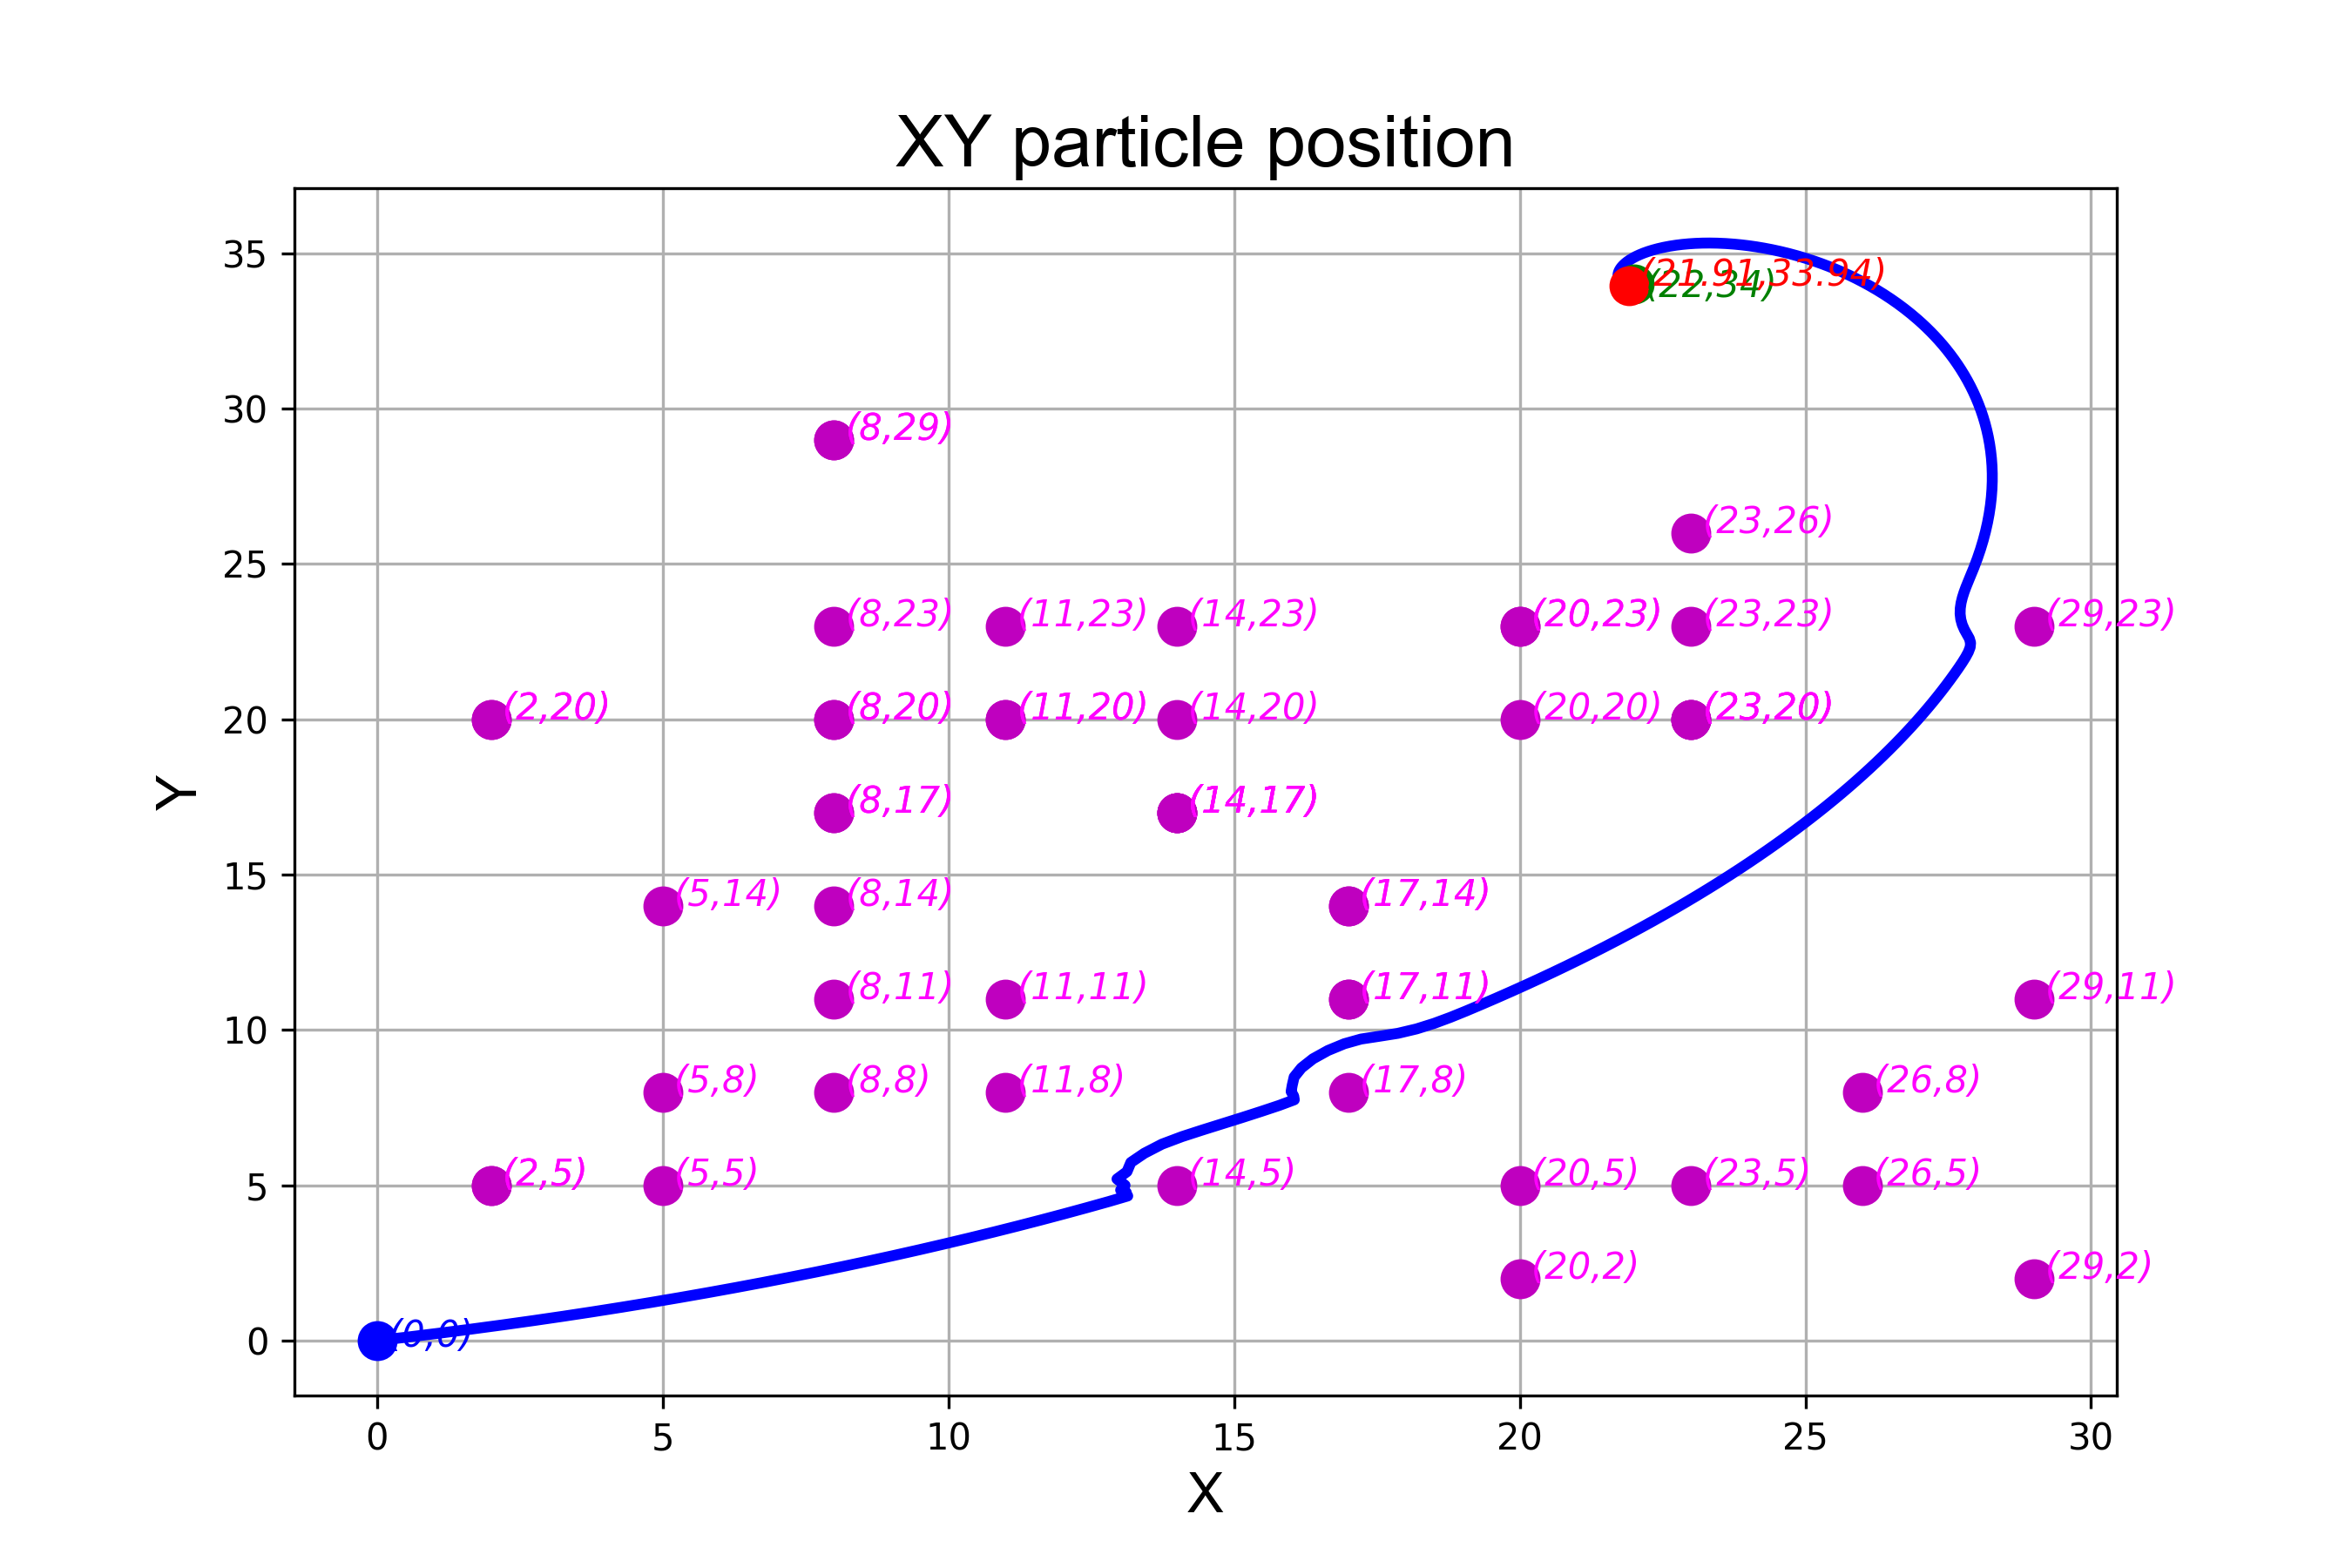 XY particle position
35
(21.91,33.94)
(22,34)
30
(8,29)
(23,26)
25
(8,23) (11,23) (14,23) (20,23) (23,23) (29,23)
20
(2,20) (8,20) (11,20) (14,20) (20,20) (23,20)
Y
(8,17) (14,17)
15
(5,14) (8,14) (17,14)
(8,11) (11,11) (17,11) (29,11)
10
(5,8) (8,8) (11,8) (17,8) (26,8)
5
(2,5) (5,5) (14,5) (20,5) (23,5) (26,5)
(20,2) (29,2)
0
(0,0)
0 5 10 15 20 25 30
X